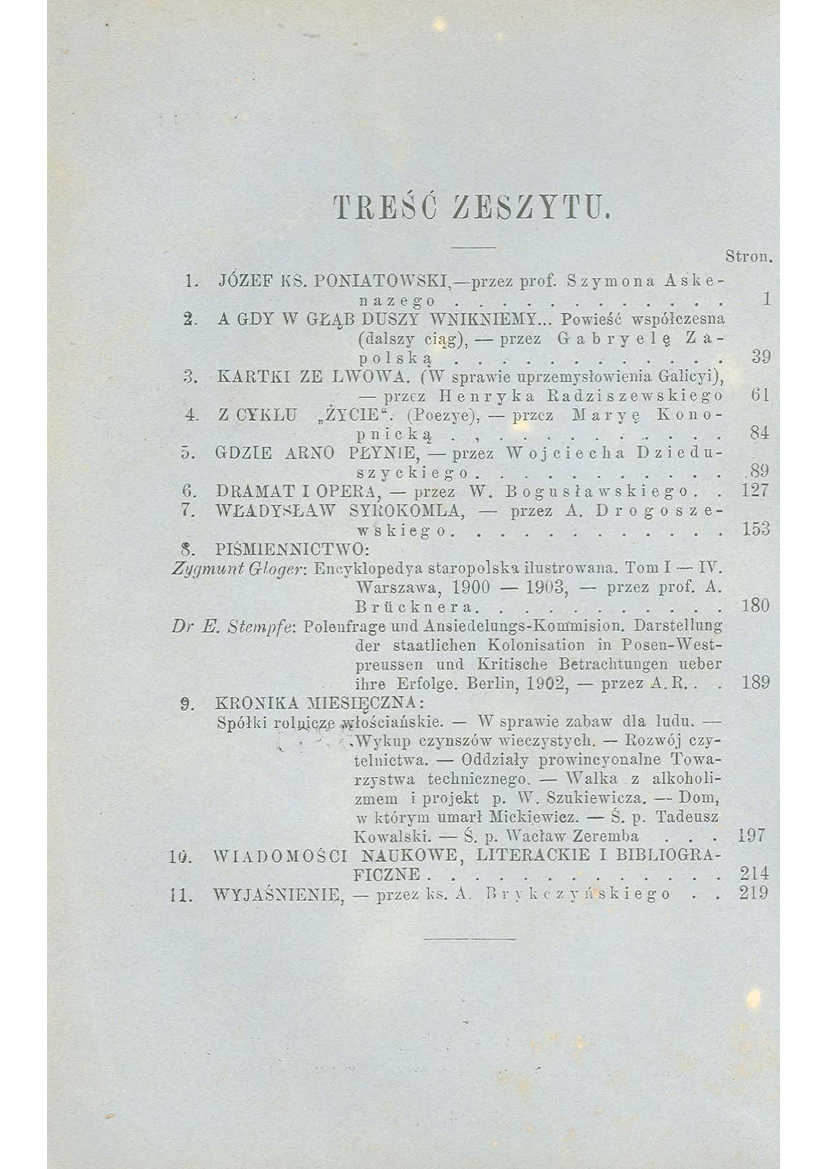 TREŚĆ ZESZYTU.
Stron.
1. JÓZEF KS. PONIATOWSKI,—przez prof. Szymona Aske-
nazego . . . . . . . . . . . . 1
2. A GDY W GŁĄB DUSZY WNIKNIEMY... Powieść współczesna
(dalszy ciąg), — przez Gabryelę Za-
polską . . . . . . . . . . . . 39
3. KARTKI ZE LWOWA. (W sprawie uprzemysłowienia Galicyi),
— przez Henryka Radziszewskiego 61
4. Z CYKLU „ŻYCIE“. (Poezye), — przez Maryę Kono-
pnicką . . . . . . . . . . . . 84
5. GDZIE ARNO PŁYNIE, — przez Wojciecha Dziedu-
szyckiego . . . . . . . . . . . 89
6. DRAMAT I OPERA, — przez W. Bogusławskiego . . 127
7. WŁADYSŁAW SYROKOMLA, — przez A. Drogosze-
wskiego . . . . . . . . . . . . 153
8. PIŚMIENNICTWO:
Zygmunt Gloger: Encyklopedya staropolska ilustrowana. Tom I — IV.
Warszawa, 1900 — 1903, — przez prof. A.
Brücknera . . . . . . . . . . . 180
Dr E. Stempfe: Polenfrage und Ansiedelungs-Kommision. Darstellung
der staatlichen Kolonisation in Posen-West-
preussen und Kritische Betrachtungen ueber
ihre Erfolge. Berlin, 1902, — przez A. R. . . 189
9. KRONIKA MIESIĘCZNA:
Spółki rolnicze włościańskie. — W sprawie zabaw dla ludu. —
Wykup czynszów wieczystych. — Rozwój czy-
telnictwa. — Oddziały prowincyonalne Towa-
rzystwa technicznego. — Walka z alkoholi-
zmem i projekt p. W. Szukiewicza. — Dom,
w którym umarł Mickiewicz. — Ś. p. Tadeusz
Kowalski. — Ś. p. Wacław Zeremba . . . 197
10. WIADOMOŚCI NAUKOWE, LITERACKIE I BIBLIOGRA-
FICZNE . . . . . . . . . . . . . 214
11. WYJAŚNIENIE, — przez ks. A. Brykczyńskiego . . 219